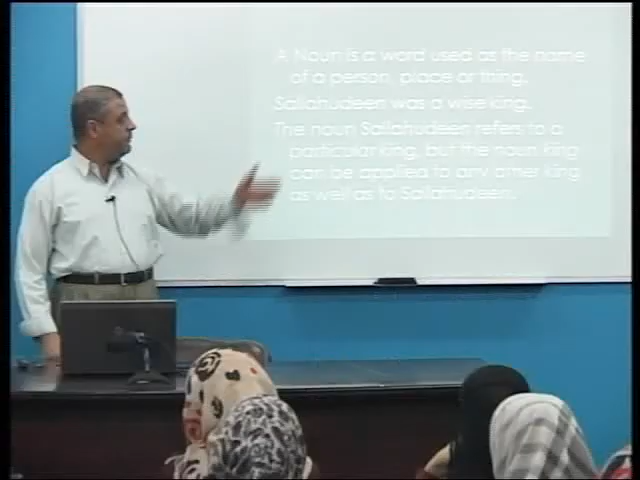 A Noun is a word used as the name
of a person, place or thing.
Sallahudeen was a wise king.
The noun Sallahudeen refers to a
particular king, but the noun king
can be applied to any other king
as well as to Sallahudeen.